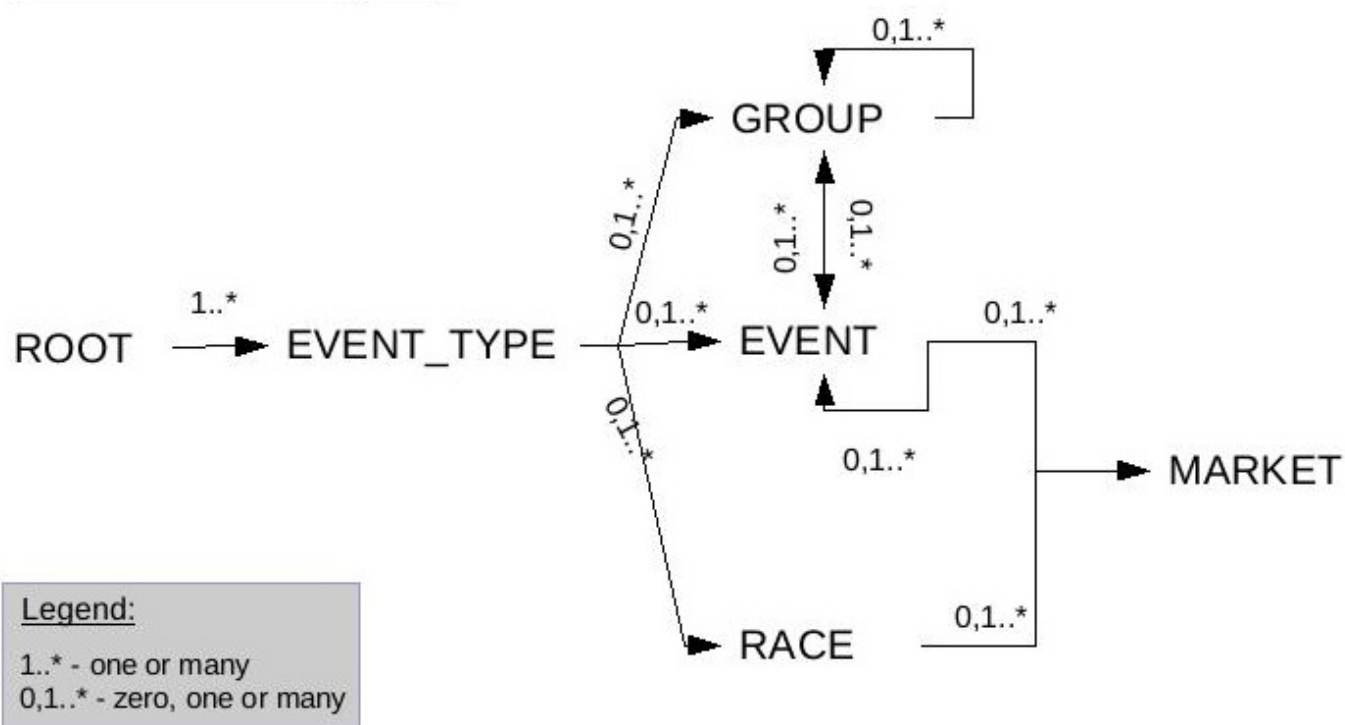 0,1..*
GROUP
0,1..*
0,1..*
0,1..*
1..*
0,1..*
0,1..*
ROOT
EVENT_TYPE
EVENT
0,1..*
0,1..*
MARKET
0,1..*
RACE
Legend:
1..* - one or many
0,1..* - zero, one or many